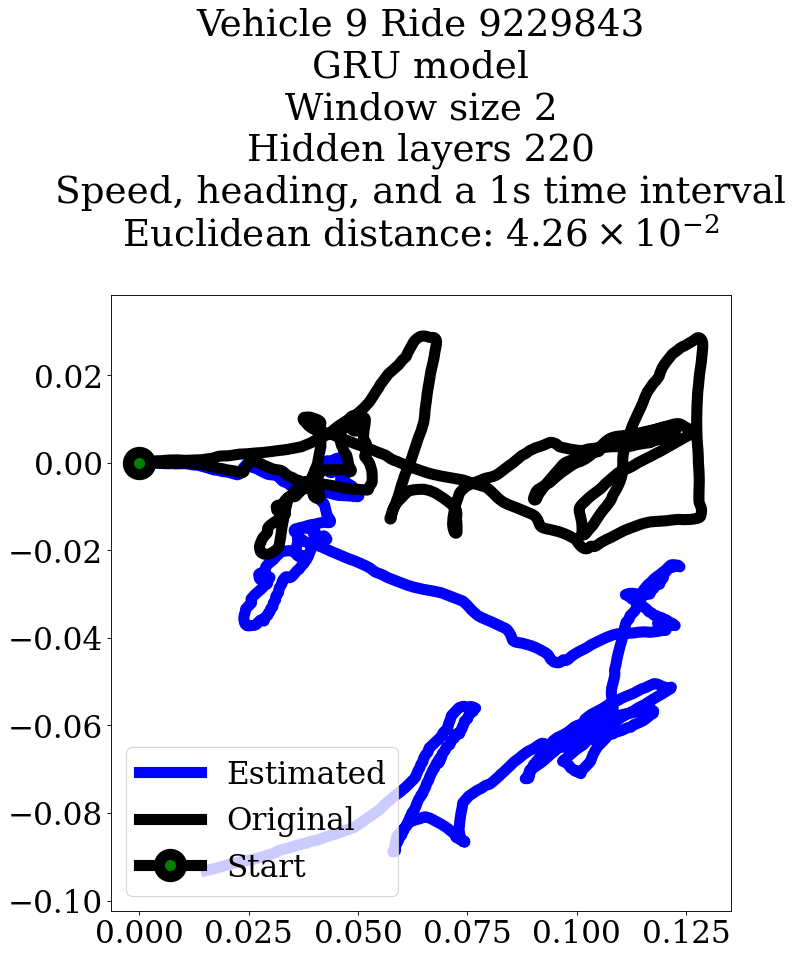 Vehicle 9 Ride 9229843
GRU model
Window size 2
Hidden layers 220
Speed, heading, and a 1s time interval
Euclidean distance: 4.26 × 10⁻²
0.02
0.00
−0.02
−0.04
−0.06
−0.08
−0.10
Estimated
Original
Start
0.000 0.025 0.050 0.075 0.100 0.125